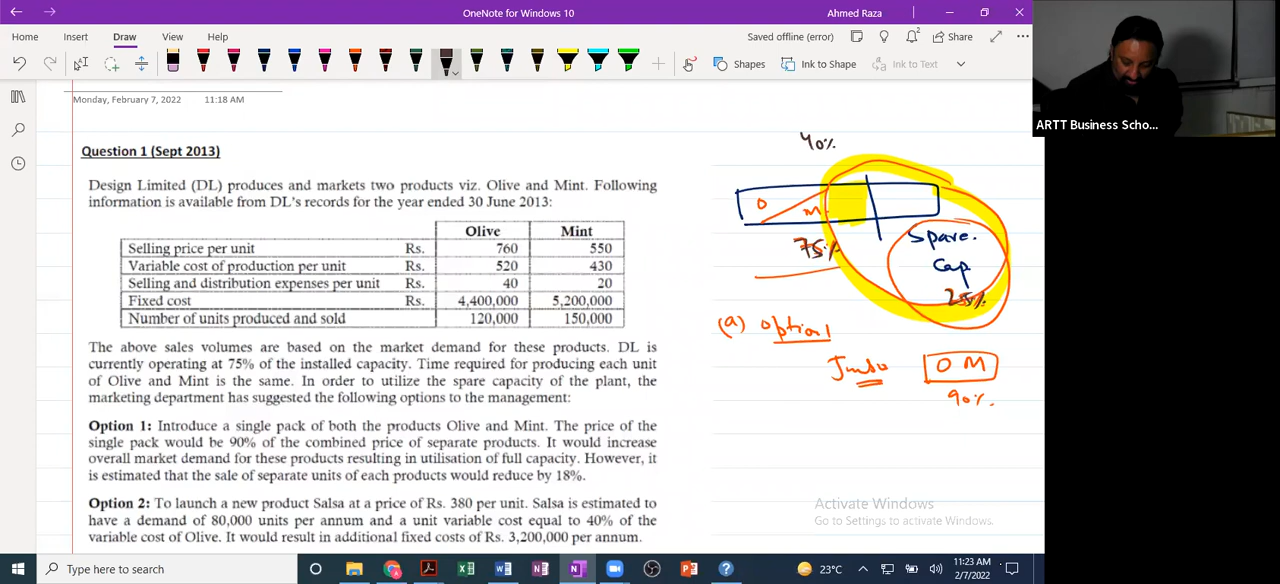 OneNote for Windows 10
Ahmed Raza
Home Insert Draw View Help
Saved offline (error)
Share
Shapes
Ink to Shape
Ink to Text
ARTT Business Scho...
Monday, February 7, 2022 11:18 AM
Question 1 (Sept 2013)
Design Limited (DL) produces and markets two products viz. Olive and Mint. Following
information is available from DL's records for the year ended 30 June 2013:
Olive Mint
Selling price per unit Rs. 760 550
Variable cost of production per unit Rs. 520 430
Selling and distribution expenses per unit Rs. 40 20
Fixed cost Rs. 4,400,000 5,200,000
Number of units produced and sold 120,000 150,000
The above sales volumes are based on the market demand for these products. DL is
currently operating at 75% of the installed capacity. Time required for producing each unit
of Olive and Mint is the same. In order to utilize the spare capacity of the plant, the
marketing department has suggested the following options to the management:
Option 1: Introduce a single pack of both the products Olive and Mint. The price of the
single pack would be 90% of the combined price of separate products. It would increase
overall market demand for these products resulting in utilisation of full capacity. However, it
is estimated that the sale of separate units of each products would reduce by 18%.
Option 2: To launch a new product Salsa at a price of Rs. 380 per unit. Salsa is estimated to
have a demand of 80,000 units per annum and a unit variable cost equal to 40% of the
variable cost of Olive. It would result in additional fixed costs of Rs. 3,200,000 per annum.
40%
O M
75%
Spare.
Cap
25%
(a) Option 1
Jumbo O M
90%.
Activate Windows
Go to Settings to activate Windows.
Type here to search
23°C
11:23 AM
2/7/2022